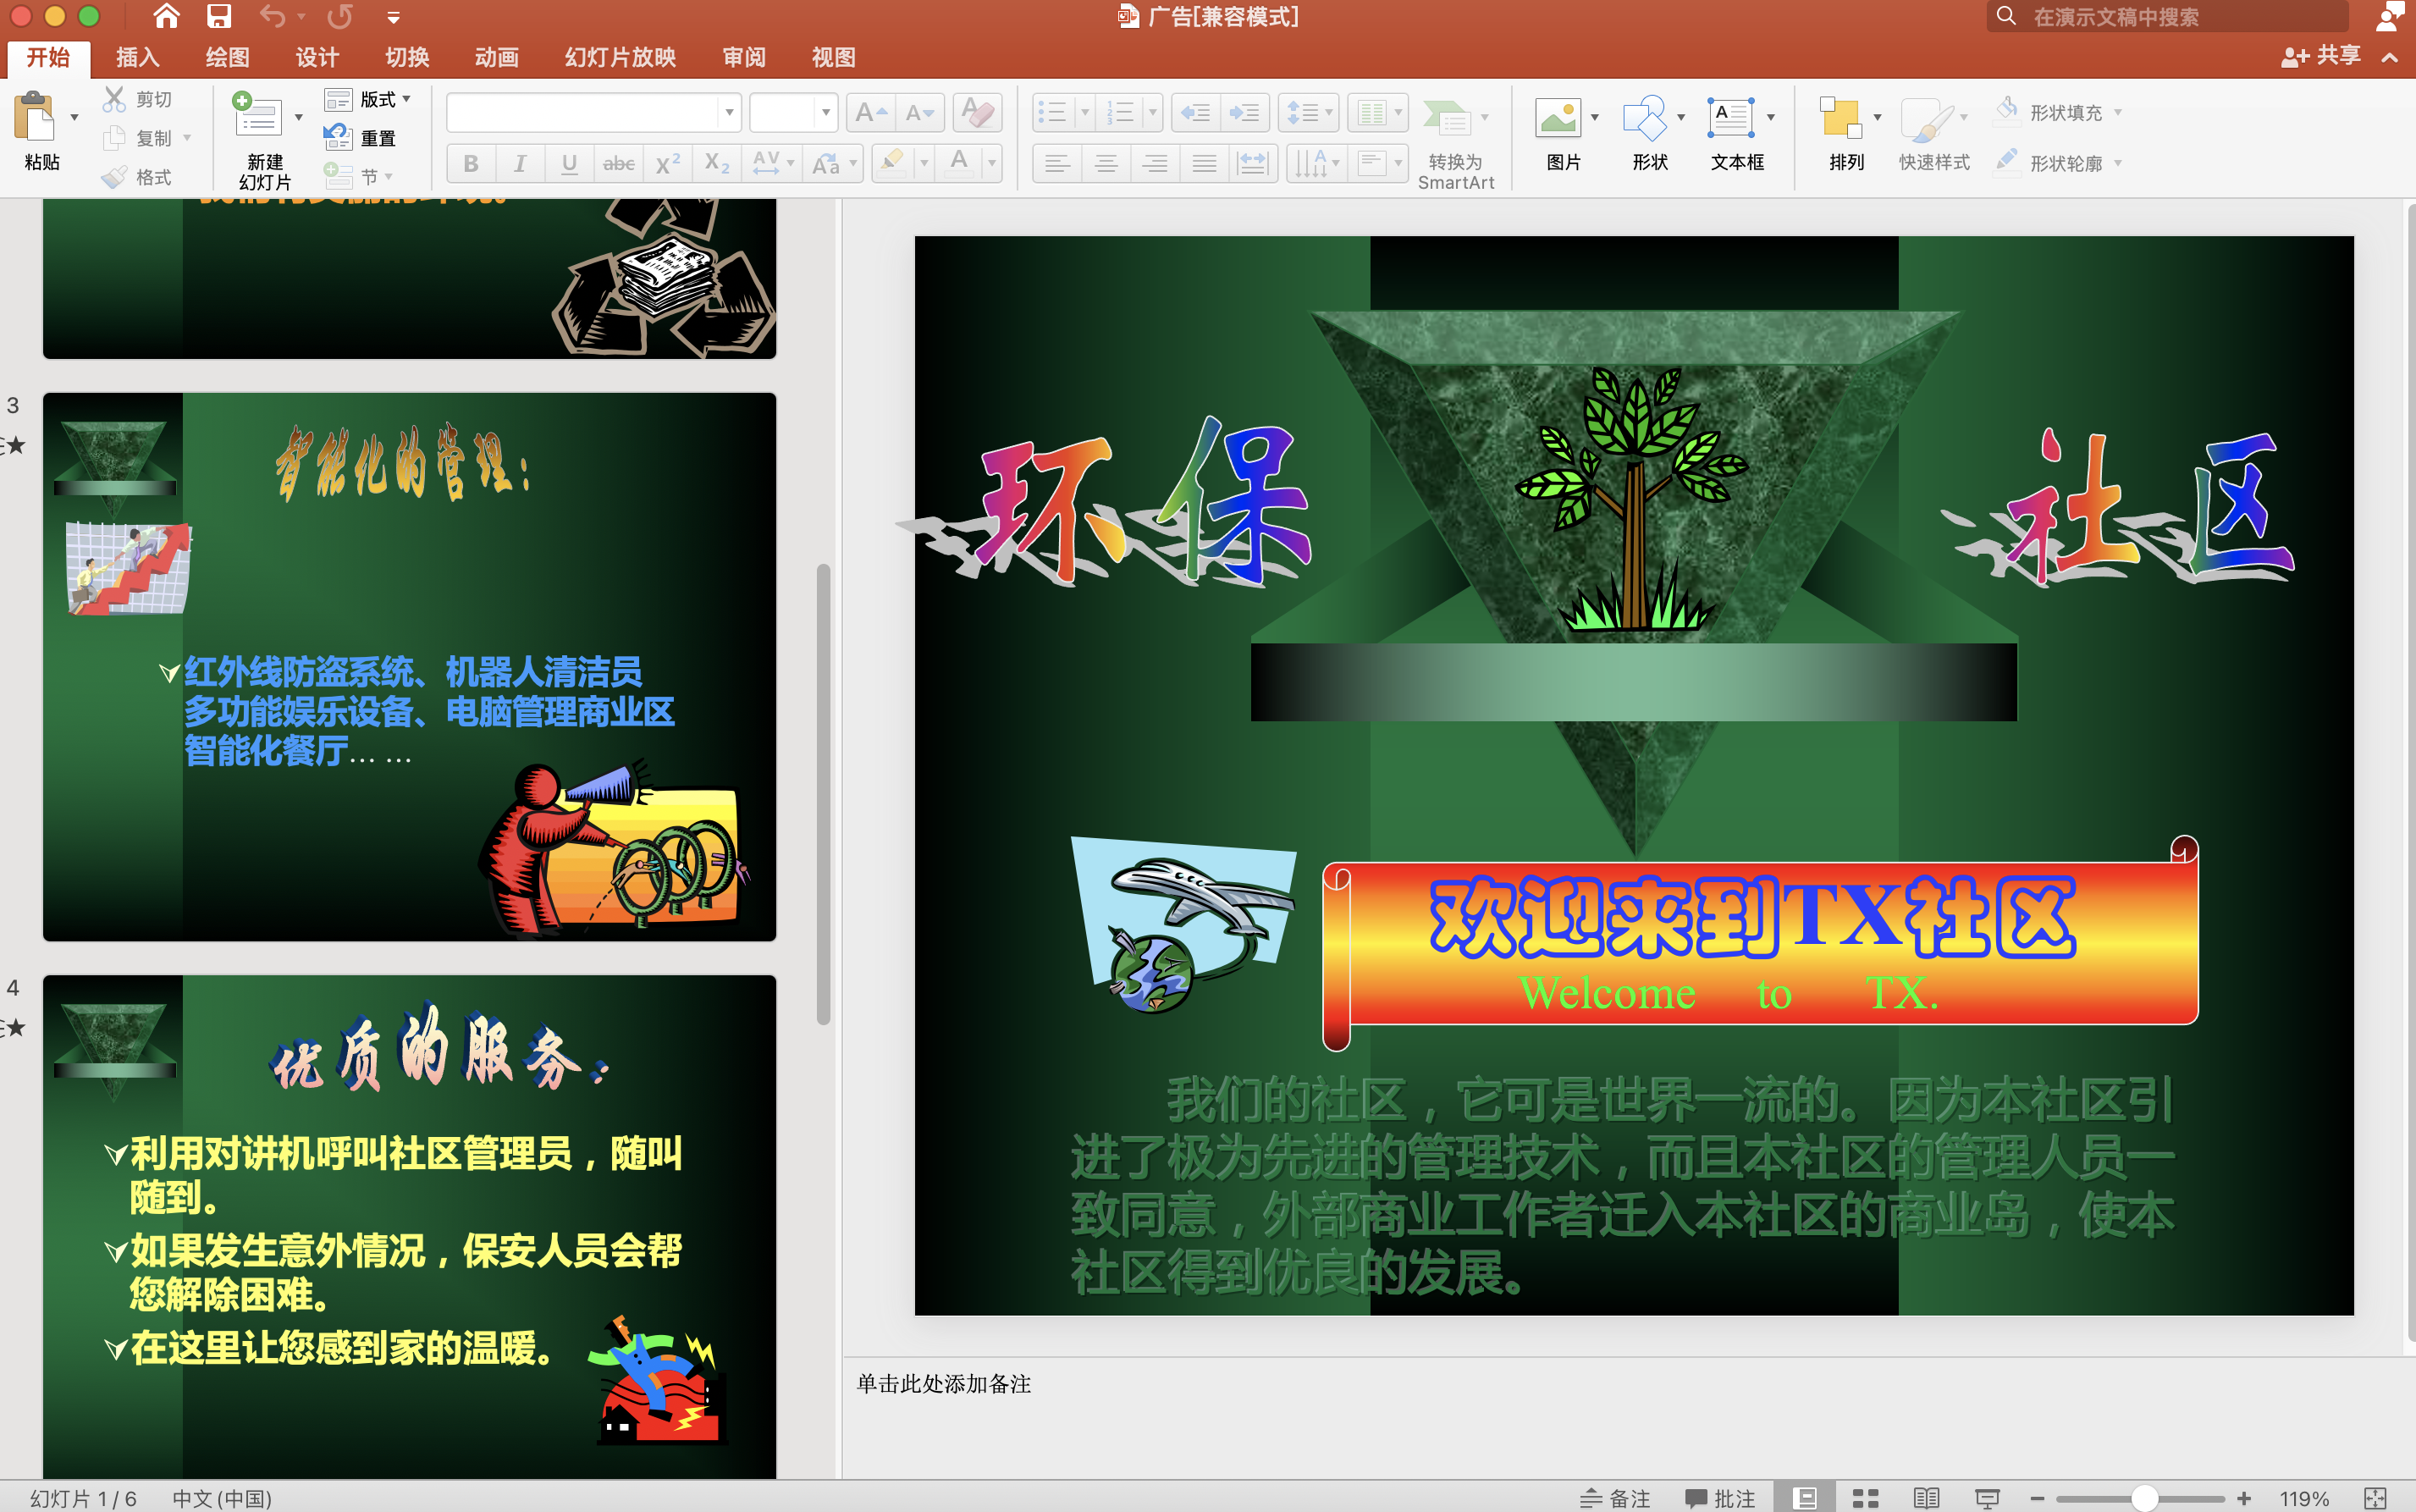 广告[兼容模式]
在演示文稿中搜索
开始 插入 绘图 设计 切换 动画 幻灯片放映 审阅 视图
共享
粘贴
剪切
复制
格式
新建
幻灯片
版式
重置
节
转换为
SmartArt
图片
形状
文本框
排列
快速样式
形状填充
形状轮廓
3
智能化的管理：
红外线防盗系统、机器人清洁员
多功能娱乐设备、电脑管理商业区
智能化餐厅... ...
4
优质的服务：
利用对讲机呼叫社区管理员，随叫
随到。
如果发生意外情况，保安人员会帮
您解除困难。
在这里让您感到家的温暖。
环保 社区
欢迎来到TX社区
Welcome to TX.
我们的社区，它可是世界一流的。因为本社区引
进了极为先进的管理技术，而且本社区的管理人员一
致同意，外部商业工作者迁入本社区的商业岛，使本
社区得到优良的发展。
单击此处添加备注
幻灯片 1 / 6 中文 (中国)
备注 批注 119%